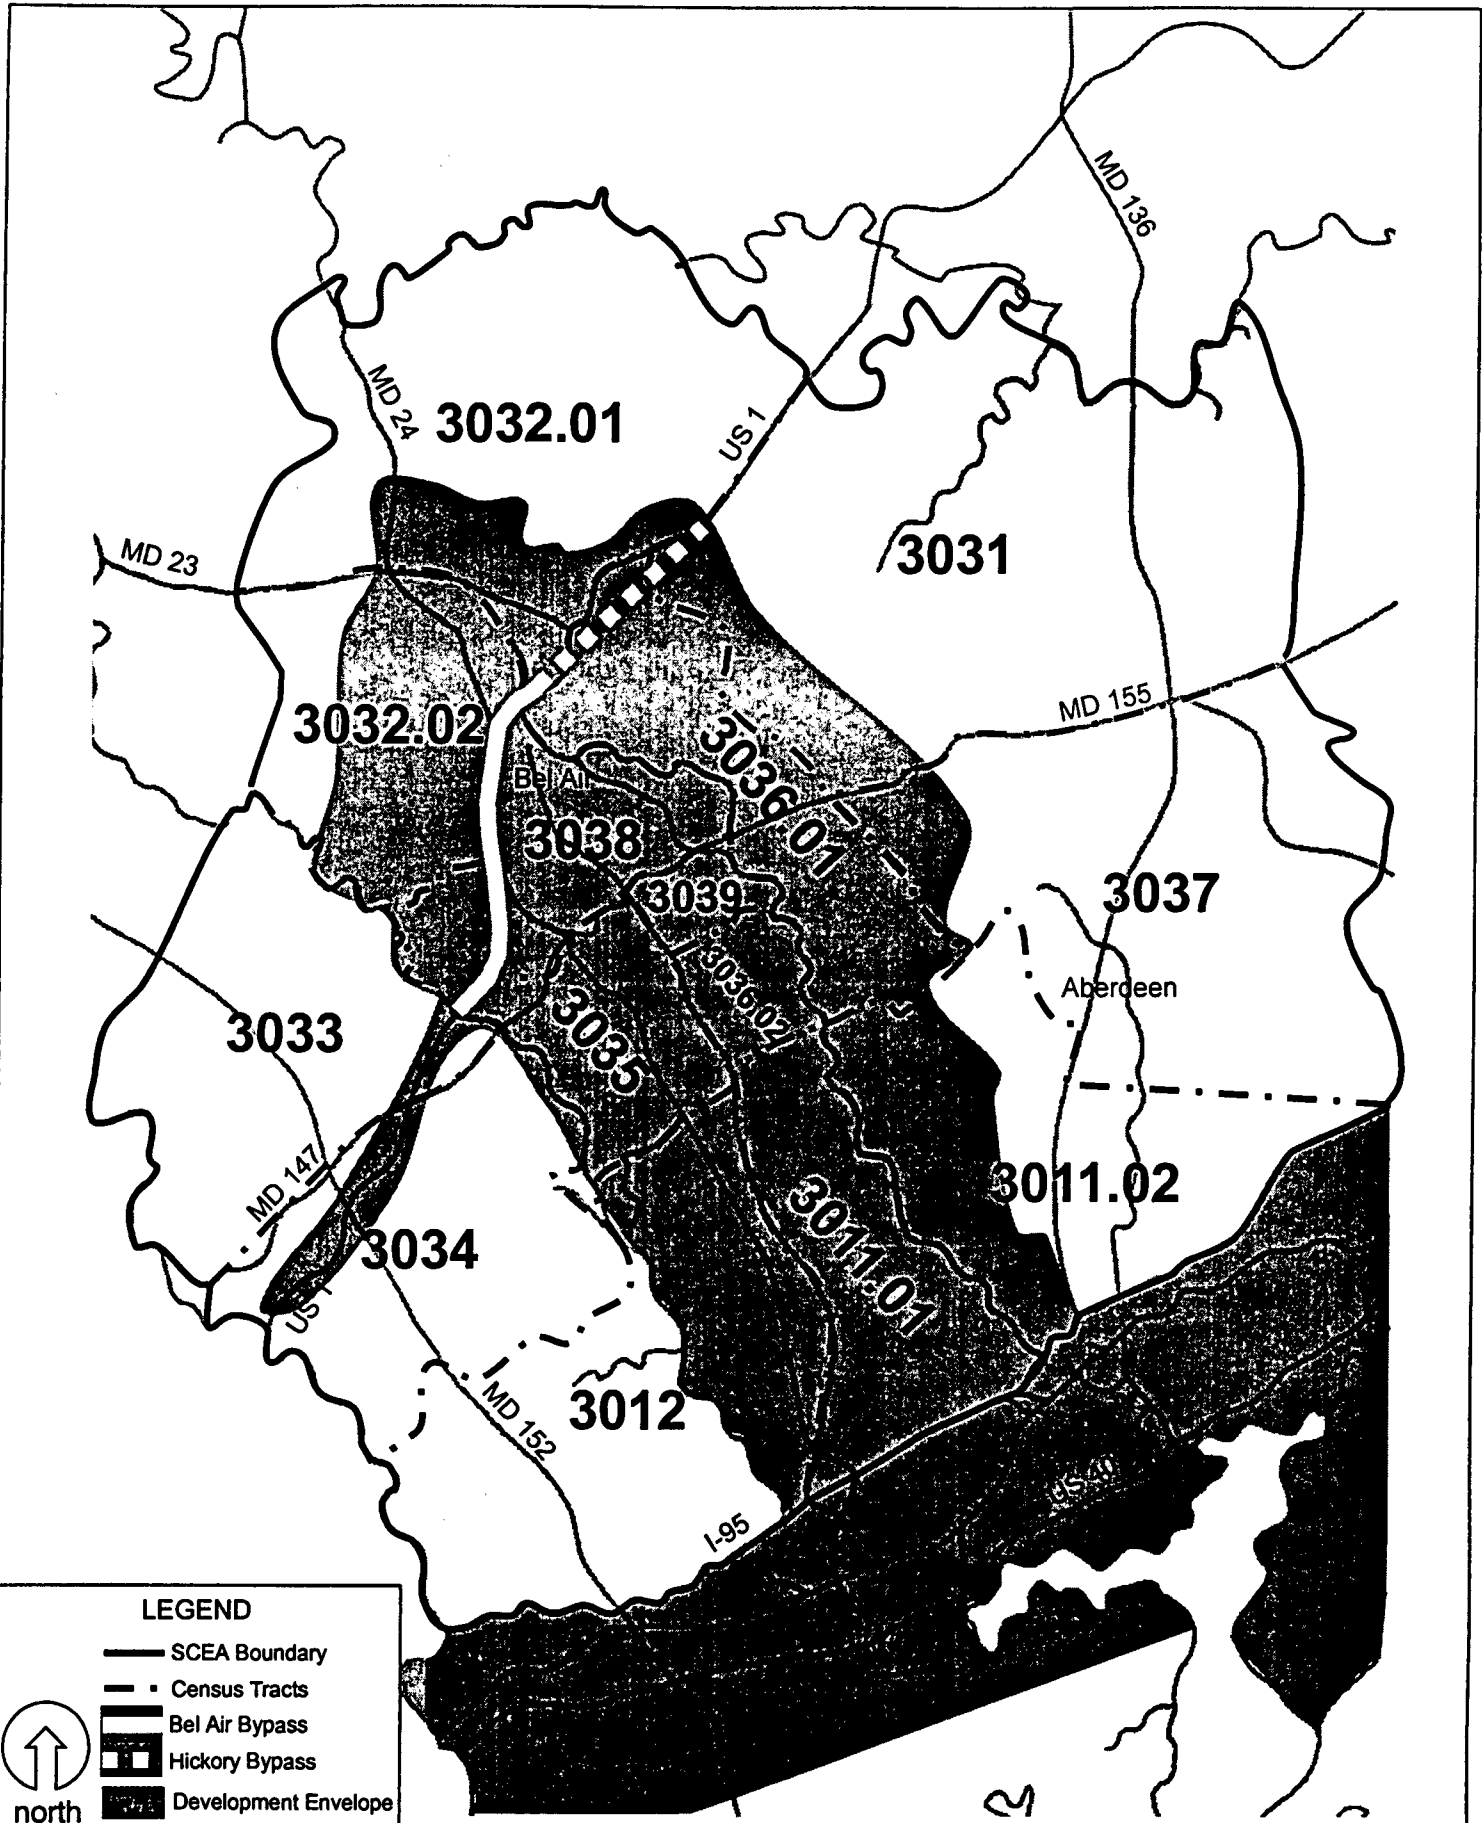 MD 136
MD 24
3032.01
US 1
MD 23
3031
MD 155
3032.02
3036.01
Bel Air
3038
3039
3037
3036.02
Aberdeen
3033
3035
MD 147
3011.02
3011.01
3034
US 1
3012
MD 152
US 40
I-95
LEGEND
SCEA Boundary
Census Tracts
Bel Air Bypass
Hickory Bypass
Development Envelope
north